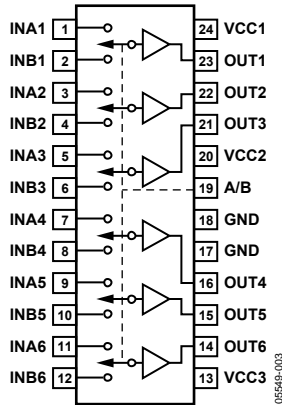 INA1 1 24 VCC1
INB1 2 23 OUT1
INA2 3 22 OUT2
INB2 4 21 OUT3
INA3 5 20 VCC2
INB3 6 19 A/B
INA4 7 18 GND
INB4 8 17 GND
INA5 9 16 OUT4
INB5 10 15 OUT5
INA6 11 14 OUT6
INB6 12 13 VCC3
05549-003